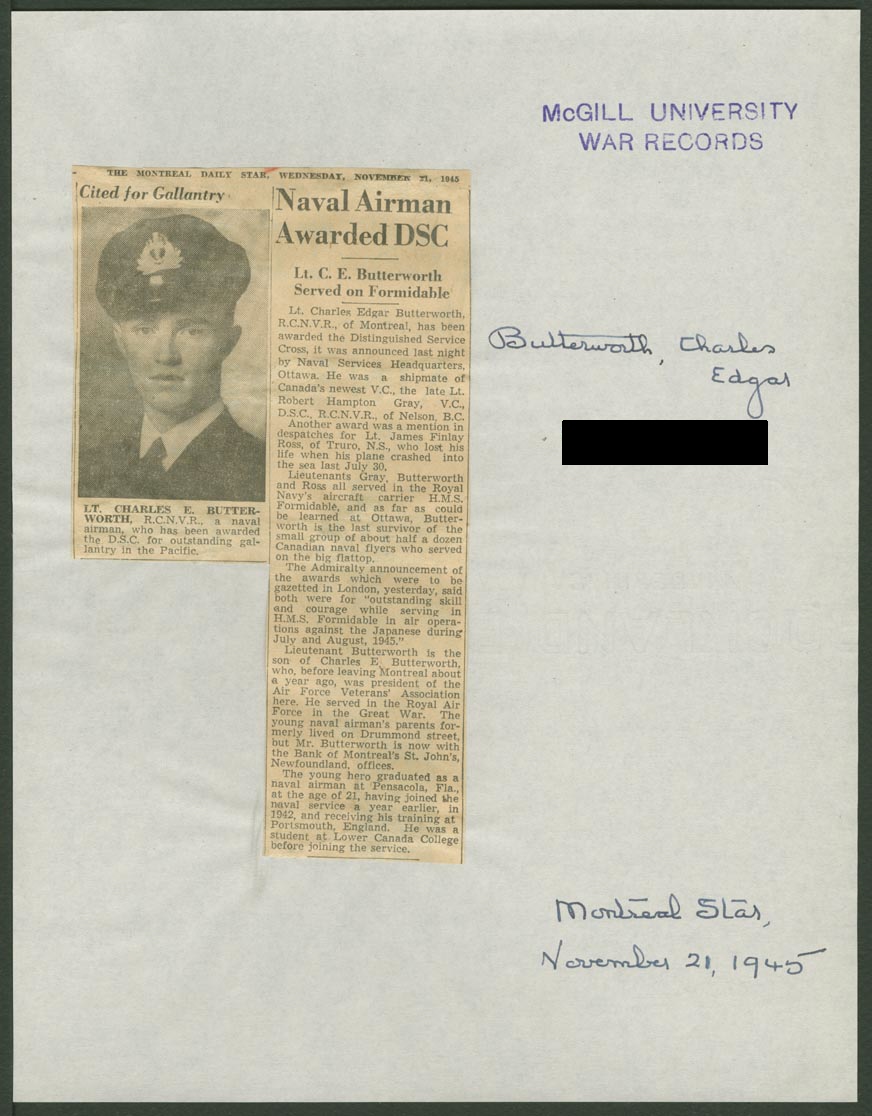 McGILL UNIVERSITY
WAR RECORDS
THE MONTREAL DAILY STAR, WEDNESDAY, NOVEMBER 21, 1945
Cited for Gallantry
LT. CHARLES E. BUTTER-
WORTH, R.C.N.V.R., a naval
airman, who has been awarded
the D.S.C. for outstanding gal-
lantry in the Pacific.
Naval Airman
Awarded DSC
Lt. C. E. Butterworth
Served on Formidable
Lt. Charles Edgar Butterworth,
R.C.N.V.R., of Montreal, has been
awarded the Distinguished Service
Cross, it was announced last night
by Naval Services Headquarters,
Ottawa. He was a shipmate of
Canada's newest V.C., the late Lt.
Robert Hampton Gray, V.C.,
D.S.C., R.C.N.V.R., of Nelson, B.C.
Another award was a mention in
despatches for Lt. James Finlay
Ross, of Truro, N.S., who lost his
life when his plane crashed into
the sea last July 30.
Lieutenants Gray, Butterworth
and Ross all served in the Royal
Navy's aircraft carrier H.M.S.
Formidable, and as far as could
be learned at Ottawa, Butter-
worth is the last survivor of the
small group of about half a dozen
Canadian naval flyers who served
on the big flattop.
The Admiralty announcement of
the awards which were to be
gazetted in London, yesterday, said
both were for "outstanding skill
and courage while serving in
H.M.S. Formidable in air opera-
tions against the Japanese during
July and August, 1945."
Lieutenant Butterworth is the
son of Charles E. Butterworth,
who, before leaving Montreal about
a year ago, was president of the
Air Force Veterans' Association
here. He served in the Royal Air
Force in the Great War. The
young naval airman's parents for-
merly lived on Drummond street,
but Mr. Butterworth is now with
the Bank of Montreal's St. John's,
Newfoundland, offices.
The young hero graduated as a
naval airman at Pensacola, Fla.,
at the age of 21, having joined the
naval service a year earlier, in
1942, and receiving his training at
Portsmouth, England. He was a
student at Lower Canada College
before joining the service.
Butterworth, Charles
Edgar
Montreal Star,
November 21, 1945